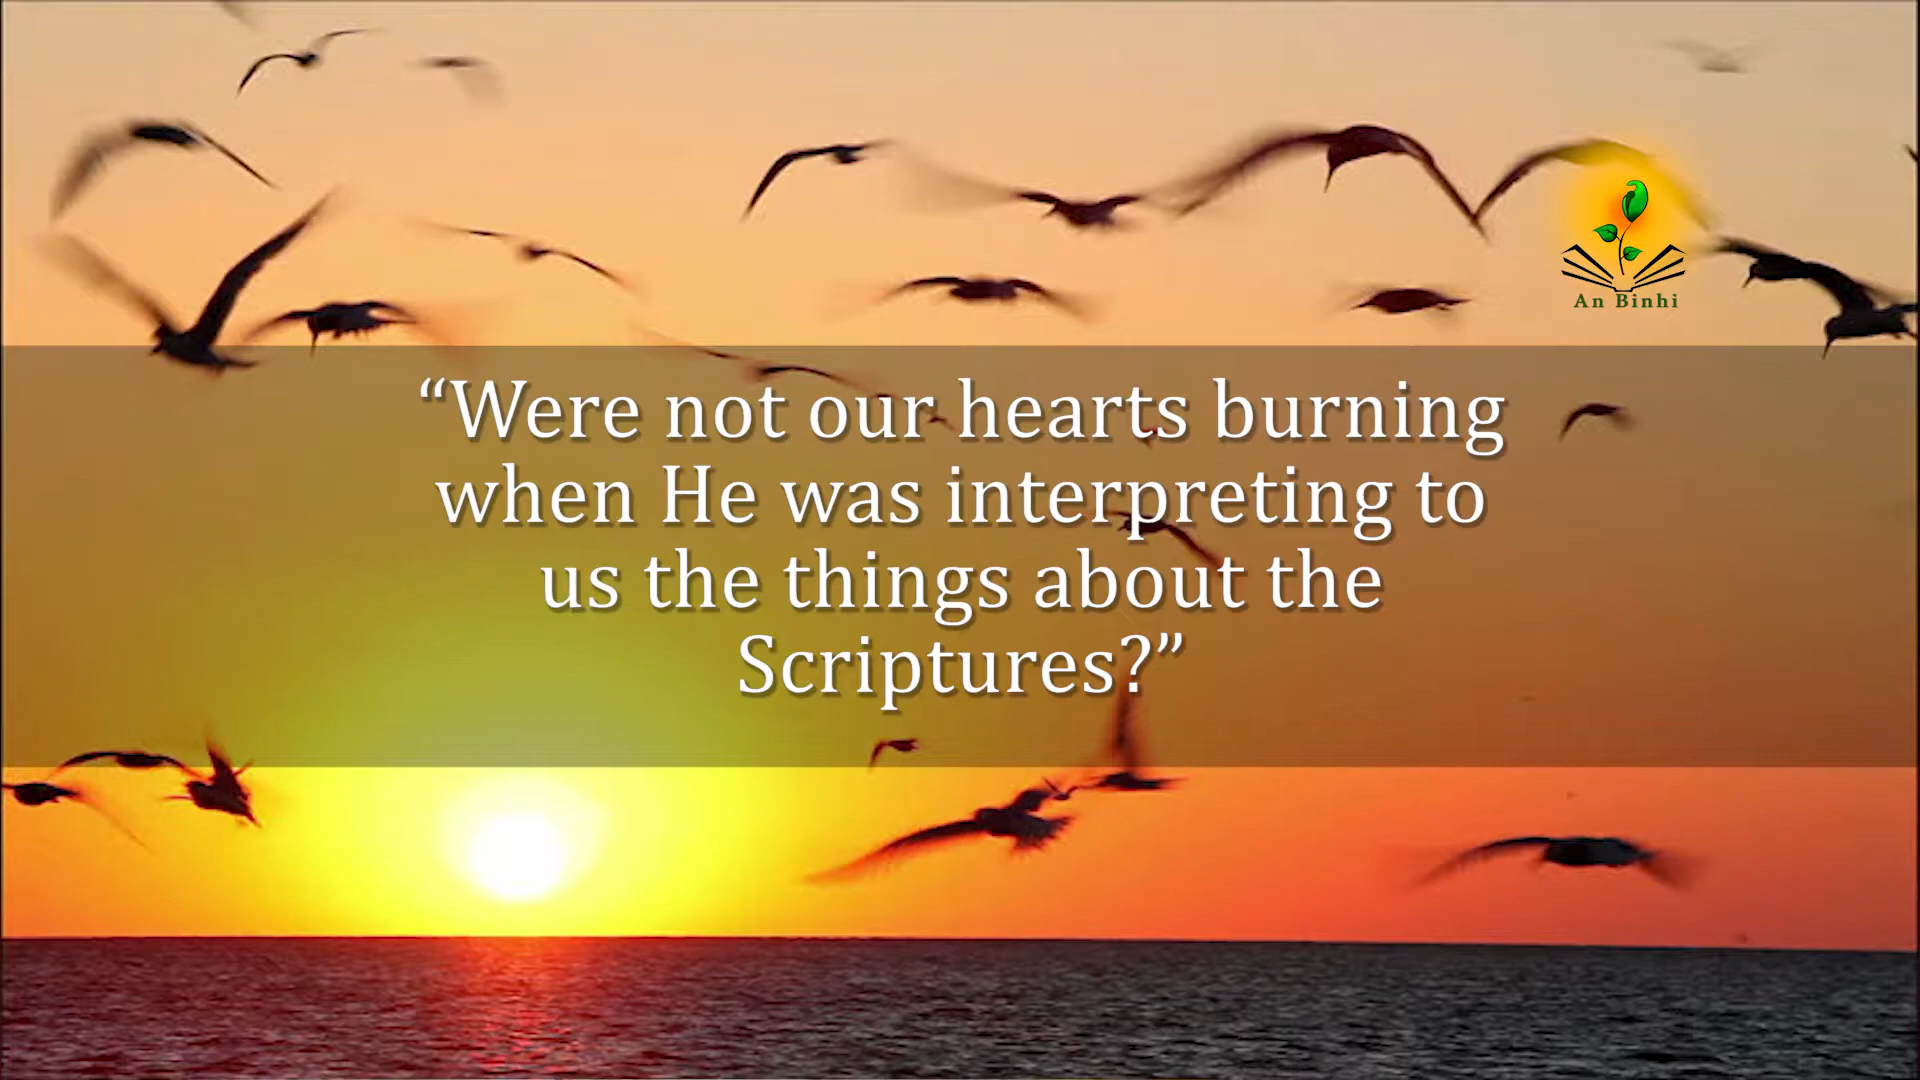 An Binhi
“Were not our hearts burning
when He was interpreting to
us the things about the
Scriptures?”